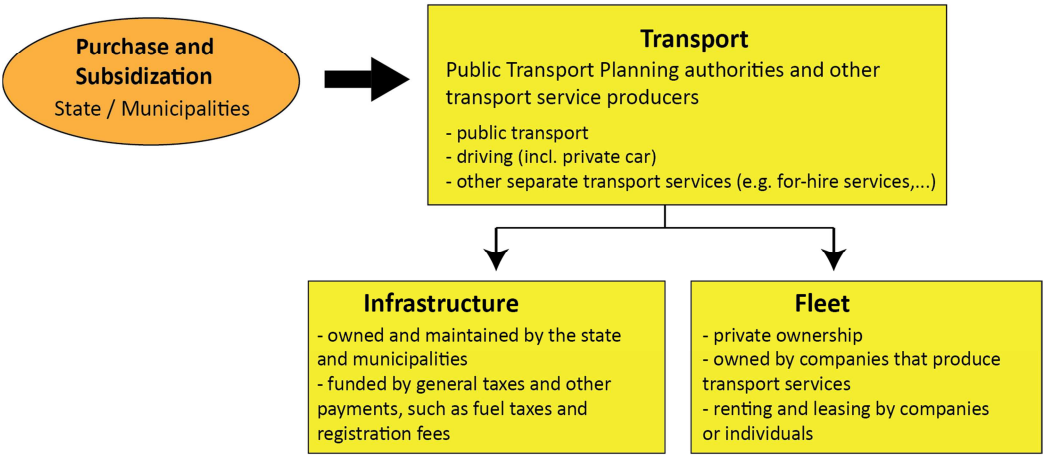 Purchase and
Subsidization
State / Municipalities
Transport
Public Transport Planning authorities and other
transport service producers
- public transport
- driving (incl. private car)
- other separate transport services (e.g. for-hire services,...)
Infrastructure
- owned and maintained by the state
and municipalities
- funded by general taxes and other
payments, such as fuel taxes and
registration fees
Fleet
- private ownership
- owned by companies that produce
transport services
- renting and leasing by companies
or individuals